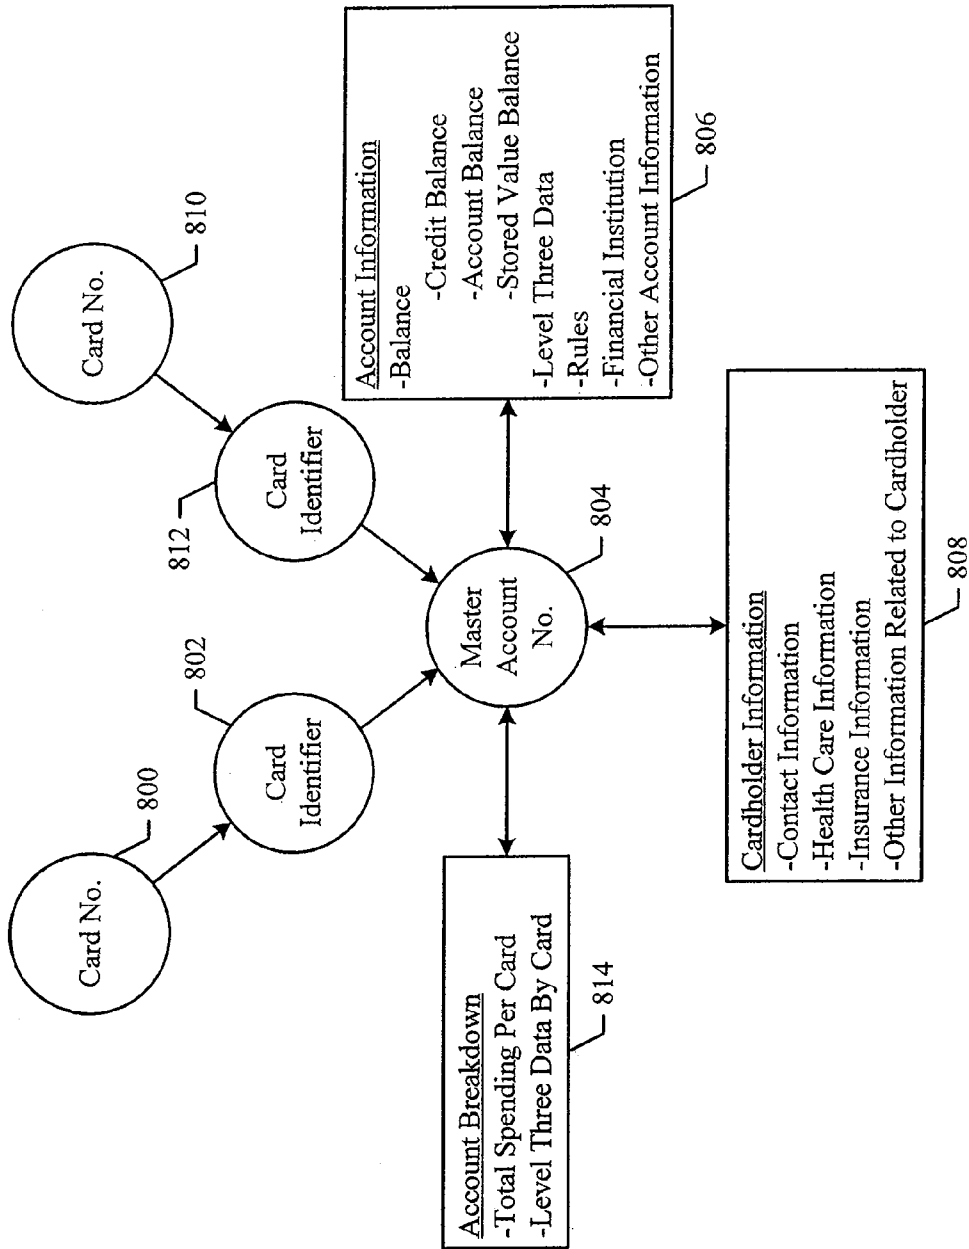 Card No.
800
Card
Identifier
802
Card No.
810
Card
Identifier
812
Master
Account
No.
804
Account Breakdown
-Total Spending Per Card
-Level Three Data By Card
814
Account Information
-Balance
-Credit Balance
-Account Balance
-Stored Value Balance
-Level Three Data
-Rules
-Financial Institution
-Other Account Information
806
Cardholder Information
-Contact Information
-Health Care Information
-Insurance Information
-Other Information Related to Cardholder
808